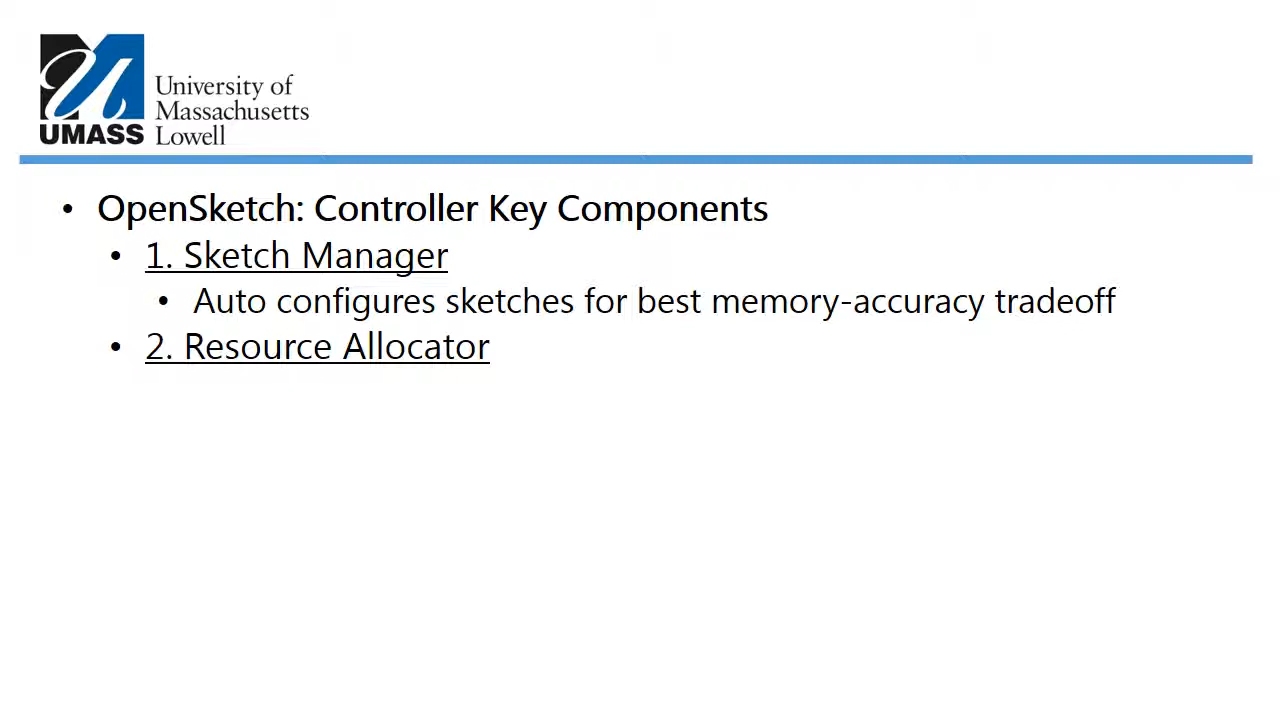 University of
Massachusetts
Lowell
UMASS
• OpenSketch: Controller Key Components
• 1. Sketch Manager
• Auto configures sketches for best memory-accuracy tradeoff
• 2. Resource Allocator